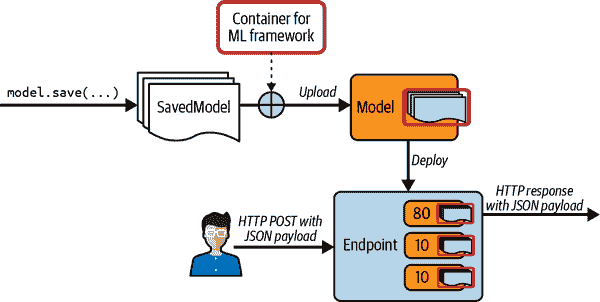 Container for
ML framework
model.save(...)
SavedModel
Upload
Model
Deploy
HTTP POST with
JSON payload
Endpoint
80
10
10
HTTP response
with JSON payload